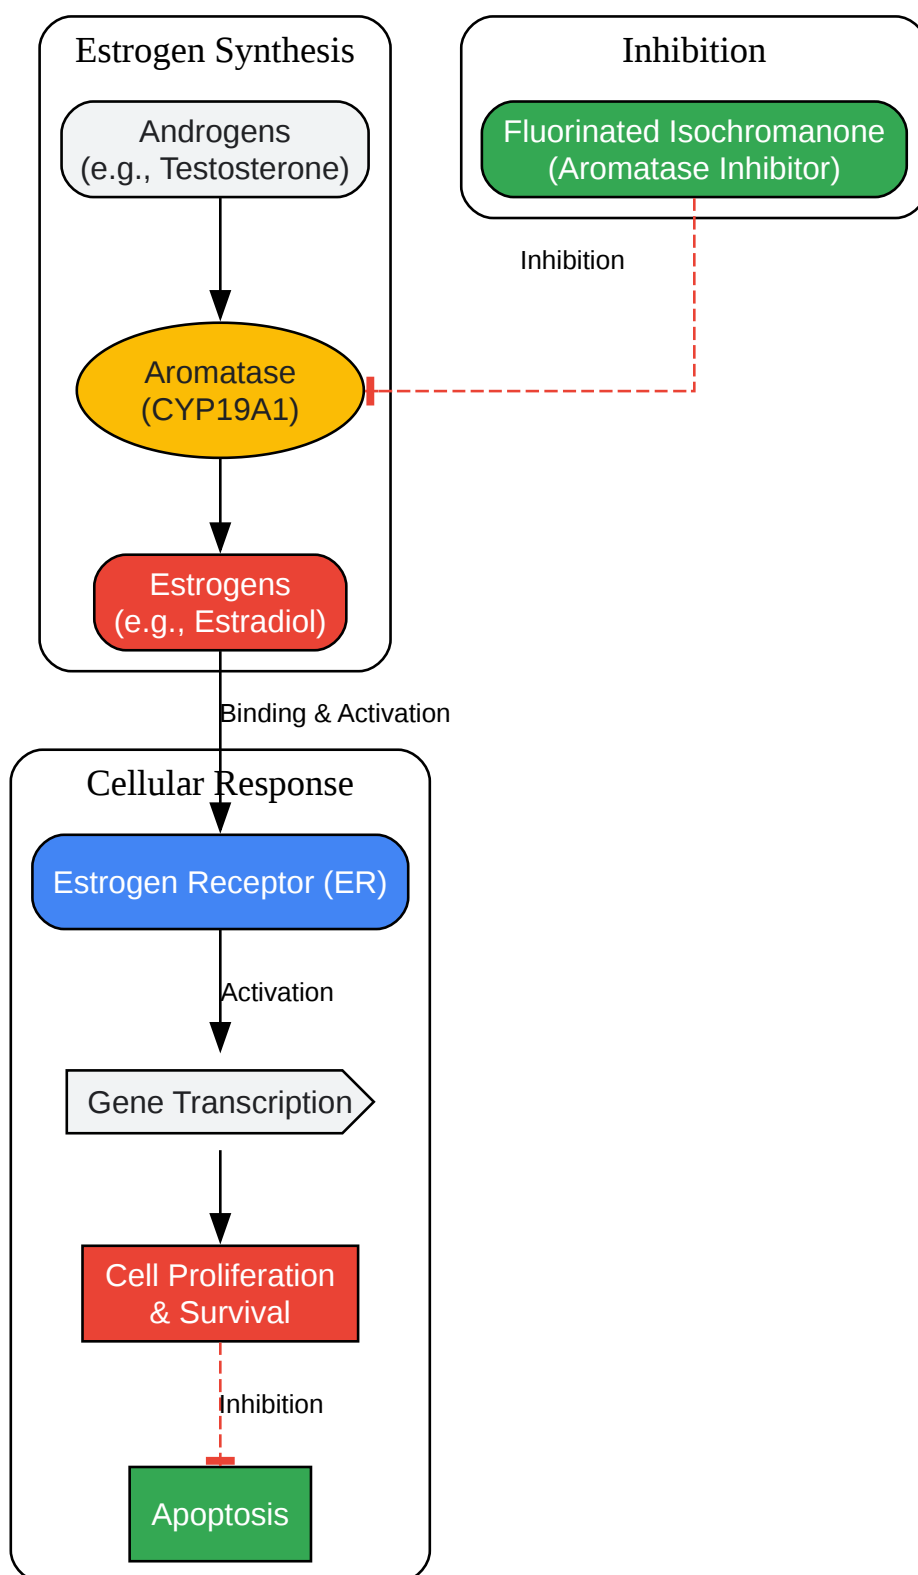 Estrogen Synthesis
Androgens
(e.g., Testosterone)
Aromatase
(CYP19A1)
Estrogens
(e.g., Estradiol)
Inhibition
Fluorinated Isochromanone
(Aromatase Inhibitor)
Inhibition
Binding & Activation
Cellular Response
Estrogen Receptor (ER)
Activation
Gene Transcription
Cell Proliferation
& Survival
Inhibition
Apoptosis